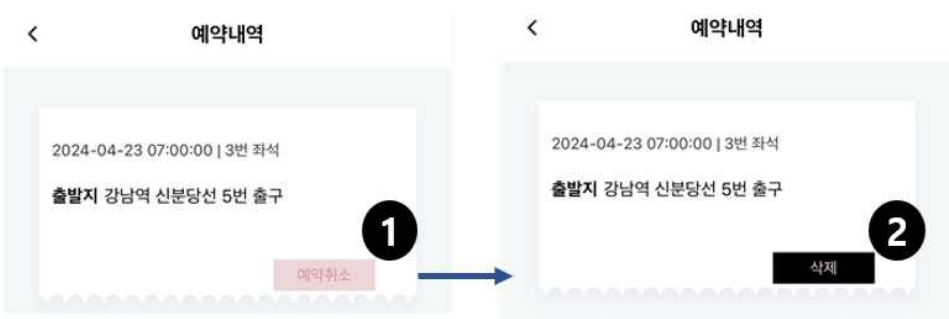 예약내역
2024-04-23 07:00:00 | 3번 좌석
출발지 강남역 신분당선 5번 출구
1
예약취소
예약내역
2024-04-23 07:00:00 | 3번 좌석
출발지 강남역 신분당선 5번 출구
2
삭제